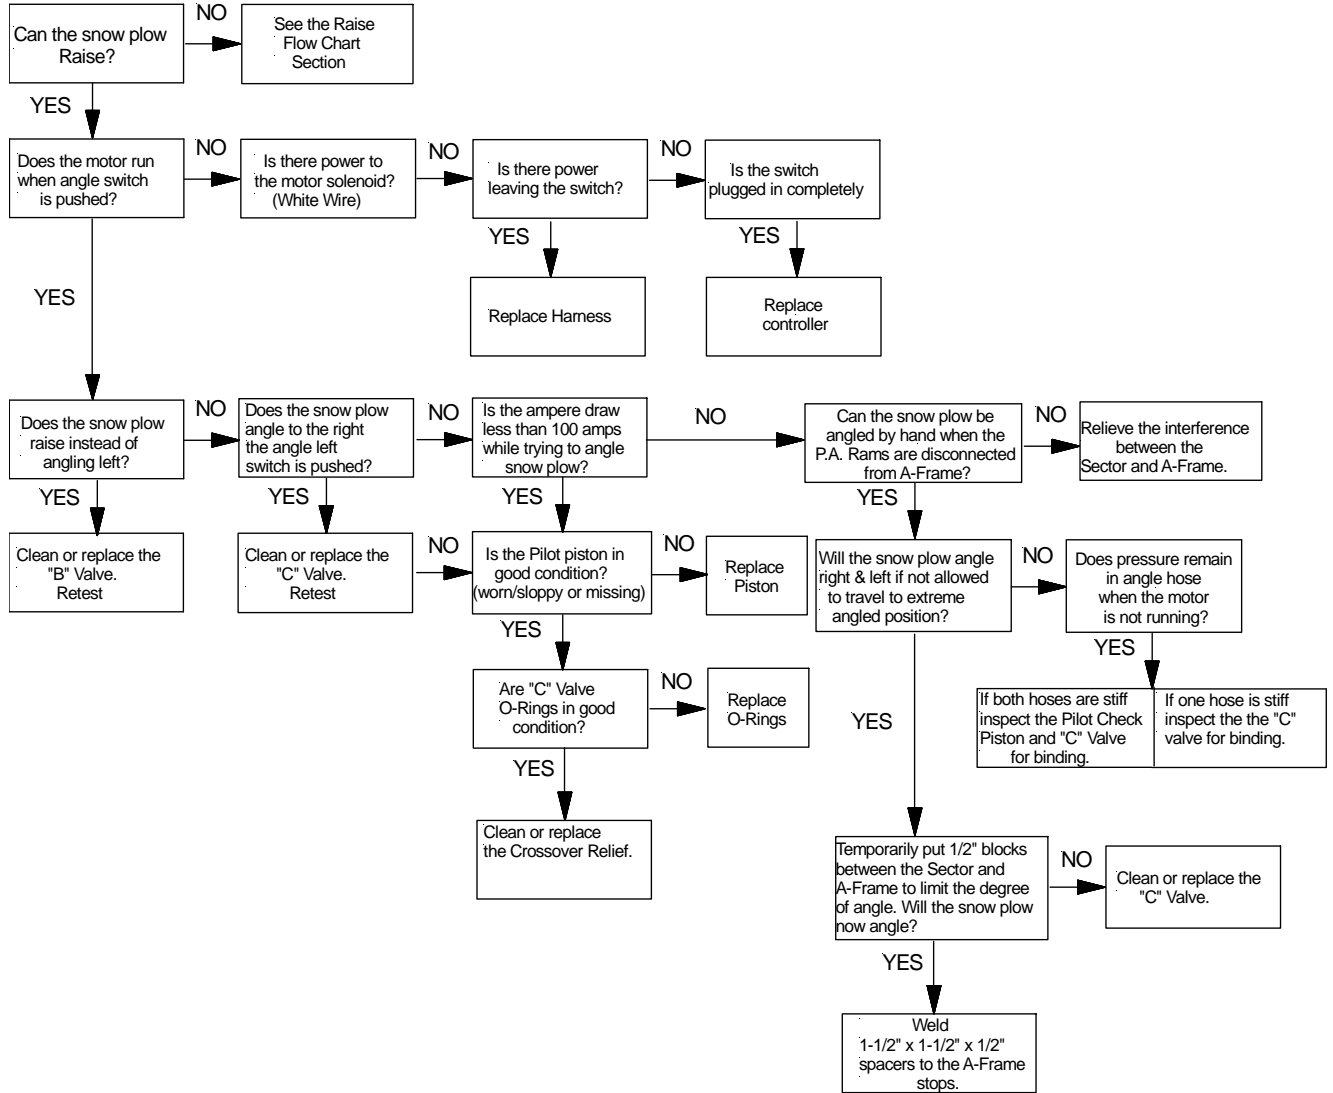 Can the snow plow
Raise?
NO
See the Raise
Flow Chart
Section
YES
Does the motor run
when angle switch
is pushed?
NO
Is there power to
the motor solenoid?
(White Wire)
NO
Is there power
leaving the switch?
NO
Is the switch
plugged in completely
YES
YES
YES
Replace Harness
Replace
controller
Does the snow plow
raise instead of
angling left?
NO
Does the snow plow
angle to the right
the angle left
switch is pushed?
NO
Is the ampere draw
less than 100 amps
while trying to angle
snow plow?
NO
Can the snow plow be
angled by hand when the
P.A. Rams are disconnected
from A-Frame?
NO
Relieve the interference
between the
Sector and A-Frame.
YES
YES
YES
YES
Clean or replace the
"B" Valve.
Retest
Clean or replace the
"C" Valve.
Retest
NO
Is the Pilot piston in
good condition?
(worn/sloppy or missing)
NO
Replace
Piston
Will the snow plow angle
right & left if not allowed
to travel to extreme
angled position?
NO
Does pressure remain
in angle hose
when the motor
is not running?
YES
YES
Are "C" Valve
O-Rings in good
condition?
NO
Replace
O-Rings
YES
If both hoses are stiff
inspect the Pilot Check
Piston and "C" Valve
for binding.
If one hose is stiff
inspect the the "C"
valve for binding.
YES
Clean or replace
the Crossover Relief.
Temporarily put 1/2" blocks
between the Sector and
A-Frame to limit the degree
of angle. Will the snow plow
now angle?
NO
Clean or replace the
"C" Valve.
YES
Weld
1-1/2" x 1-1/2" x 1/2"
spacers to the A-Frame
stops.